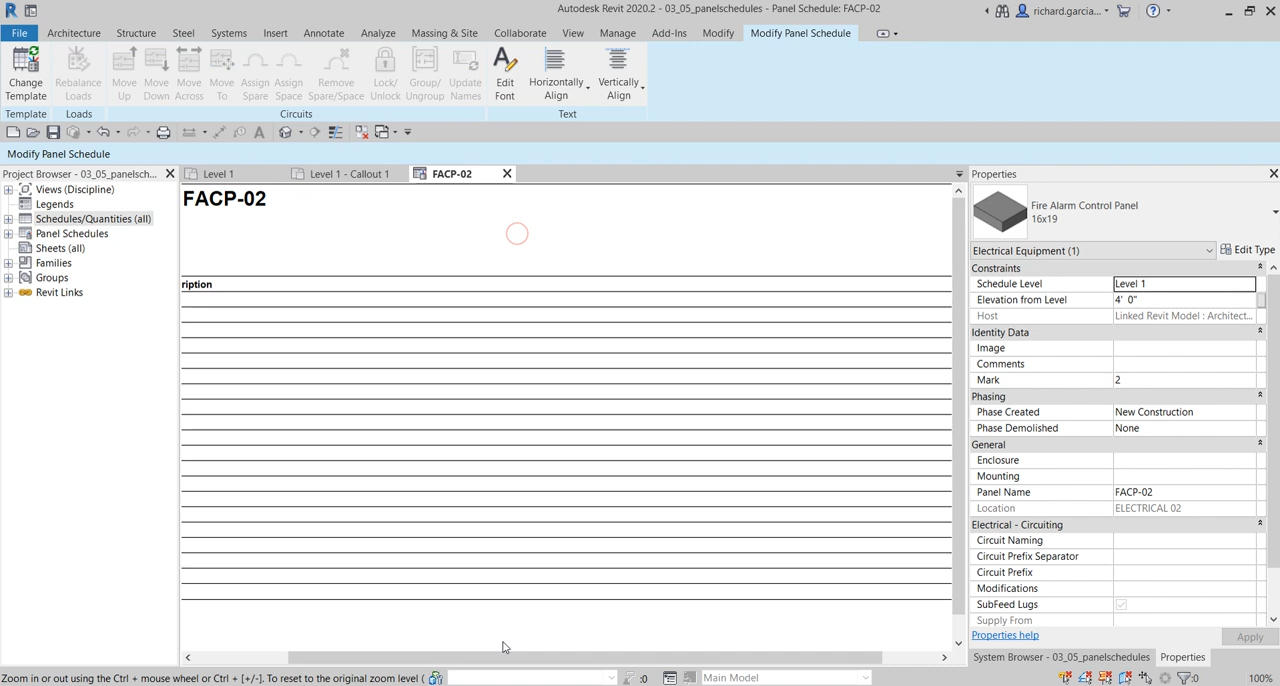 Autodesk Revit 2020.2 - 03_05_panelschedules - Panel Schedule: FACP-02
richard.garcia...
File Architecture Structure Steel Systems Insert Annotate Analyze Massing & Site Collaborate View Manage Add-Ins Modify Modify Panel Schedule
Change Template
Rebalance Loads
Move Up
Move Down
Move Across
Move To
Assign Spare
Assign Space
Remove Spare/Space
Lock/ Unlock
Group/ Ungroup
Update Names
Edit Font
Horizontally Align
Vertically Align
Template Loads Circuits Text
Modify Panel Schedule
Project Browser - 03_05_panelsch...
Views (Discipline)
Legends
Schedules/Quantities (all)
Panel Schedules
Sheets (all)
Families
Groups
Revit Links
Level 1 Level 1 - Callout 1 FACP-02
FACP-02
ription
Properties
Fire Alarm Control Panel
16x19
Electrical Equipment (1) Edit Type
Constraints
Schedule Level Level 1
Elevation from Level 4' 0"
Host Linked Revit Model : Architect...
Identity Data
Image
Comments
Mark 2
Phasing
Phase Created New Construction
Phase Demolished None
General
Enclosure
Mounting
Panel Name FACP-02
Location ELECTRICAL 02
Electrical - Circuiting
Circuit Naming
Circuit Prefix Separator
Circuit Prefix
Modifications
SubFeed Lugs
Supply From
Properties help Apply
System Browser - 03_05_panelschedules Properties
Zoom in or out using the Ctrl + mouse wheel or Ctrl + [+/-]. To reset to the original zoom level ( :0 Main Model :0 100%